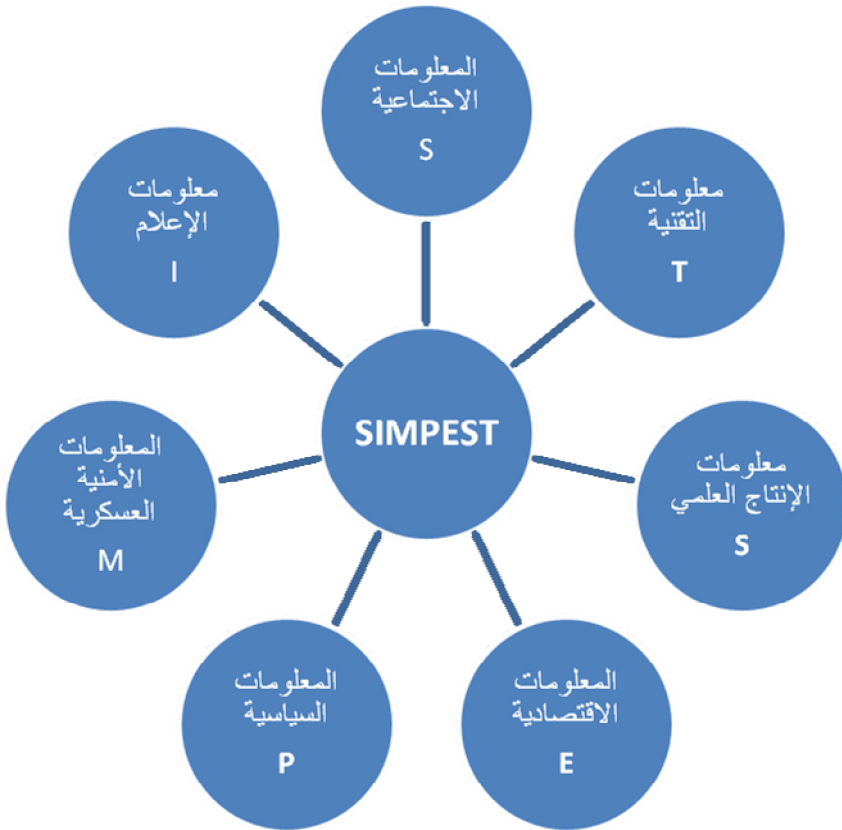 المعلومات
الاجتماعية
S
معلومات
الإعلام
I
المعلومات
الأمنية
العسكرية
M
المعلومات
السياسية
P
المعلومات
الاقتصادية
E
معلومات
الإنتاج العلمي
S
معلومات
التقنية
T
SIMPEST